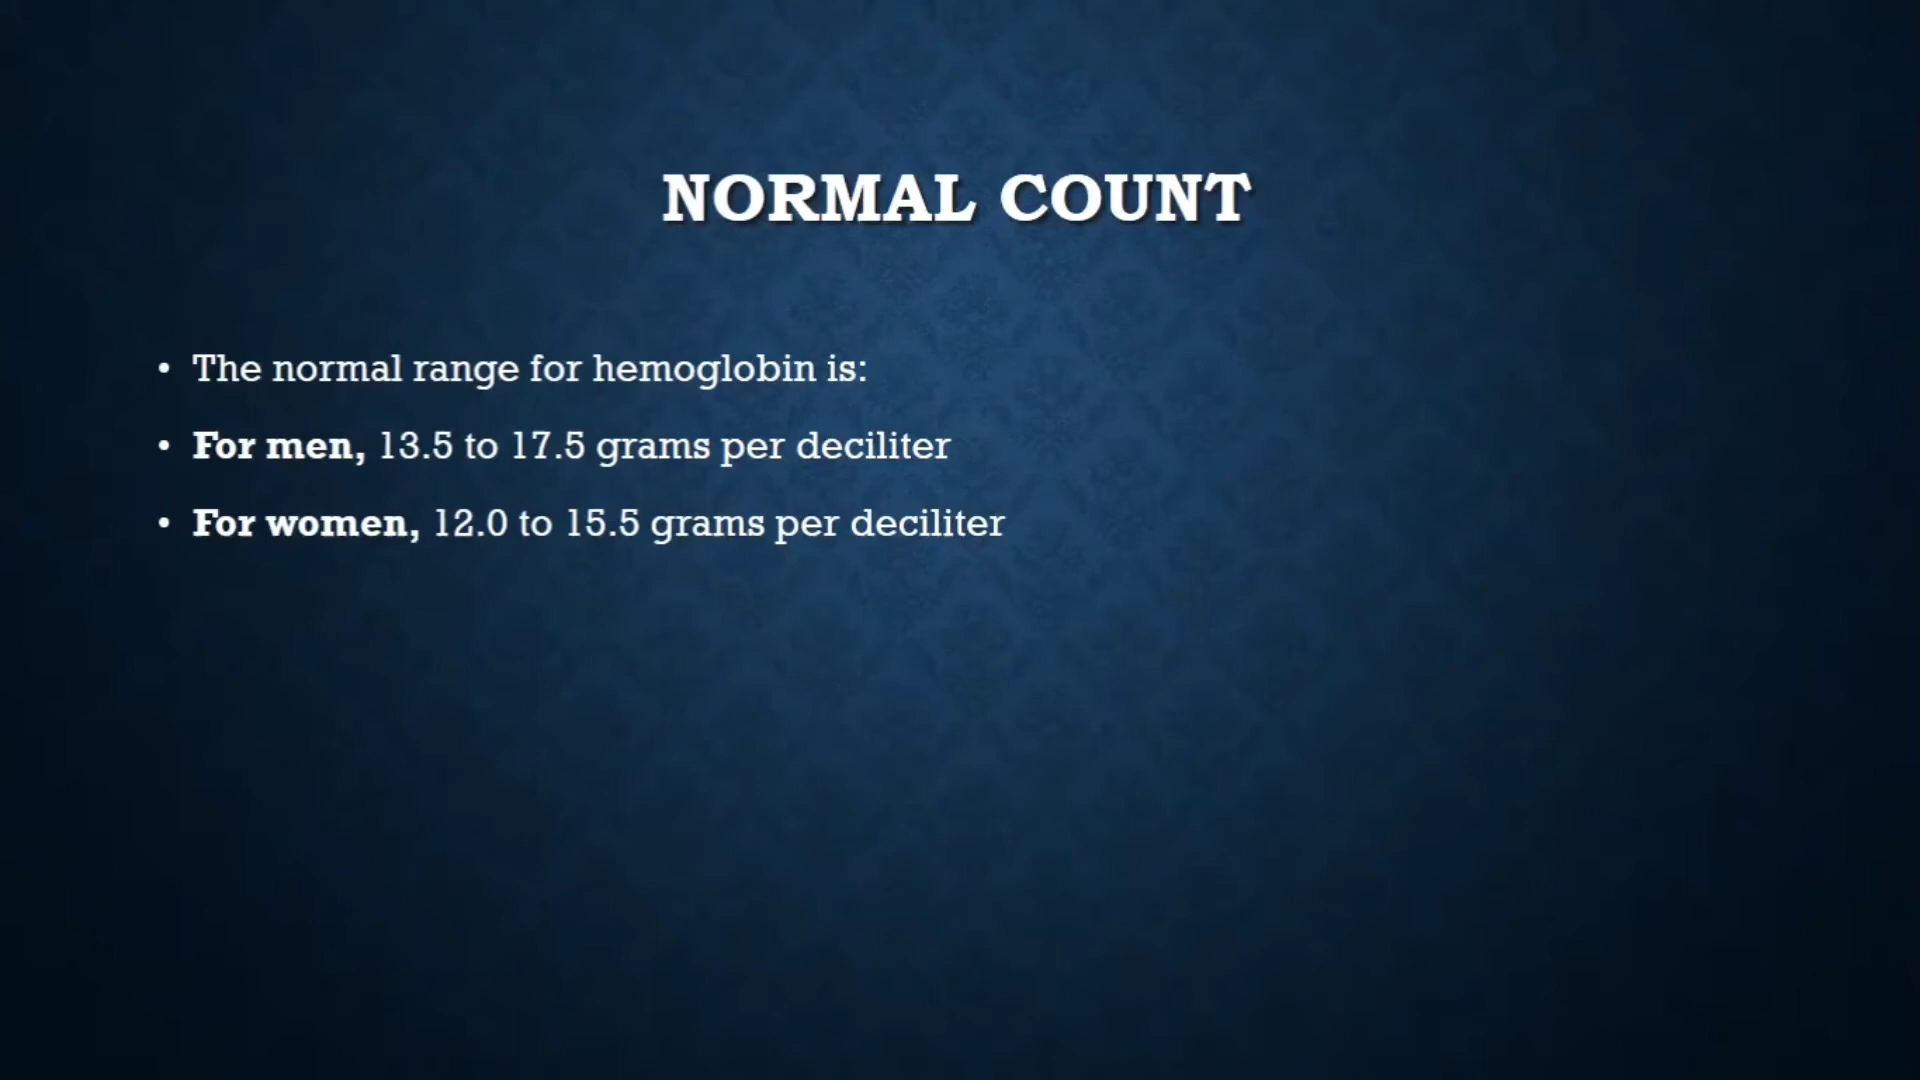 NORMAL COUNT
• The normal range for hemoglobin is:
• For men, 13.5 to 17.5 grams per deciliter
• For women, 12.0 to 15.5 grams per deciliter